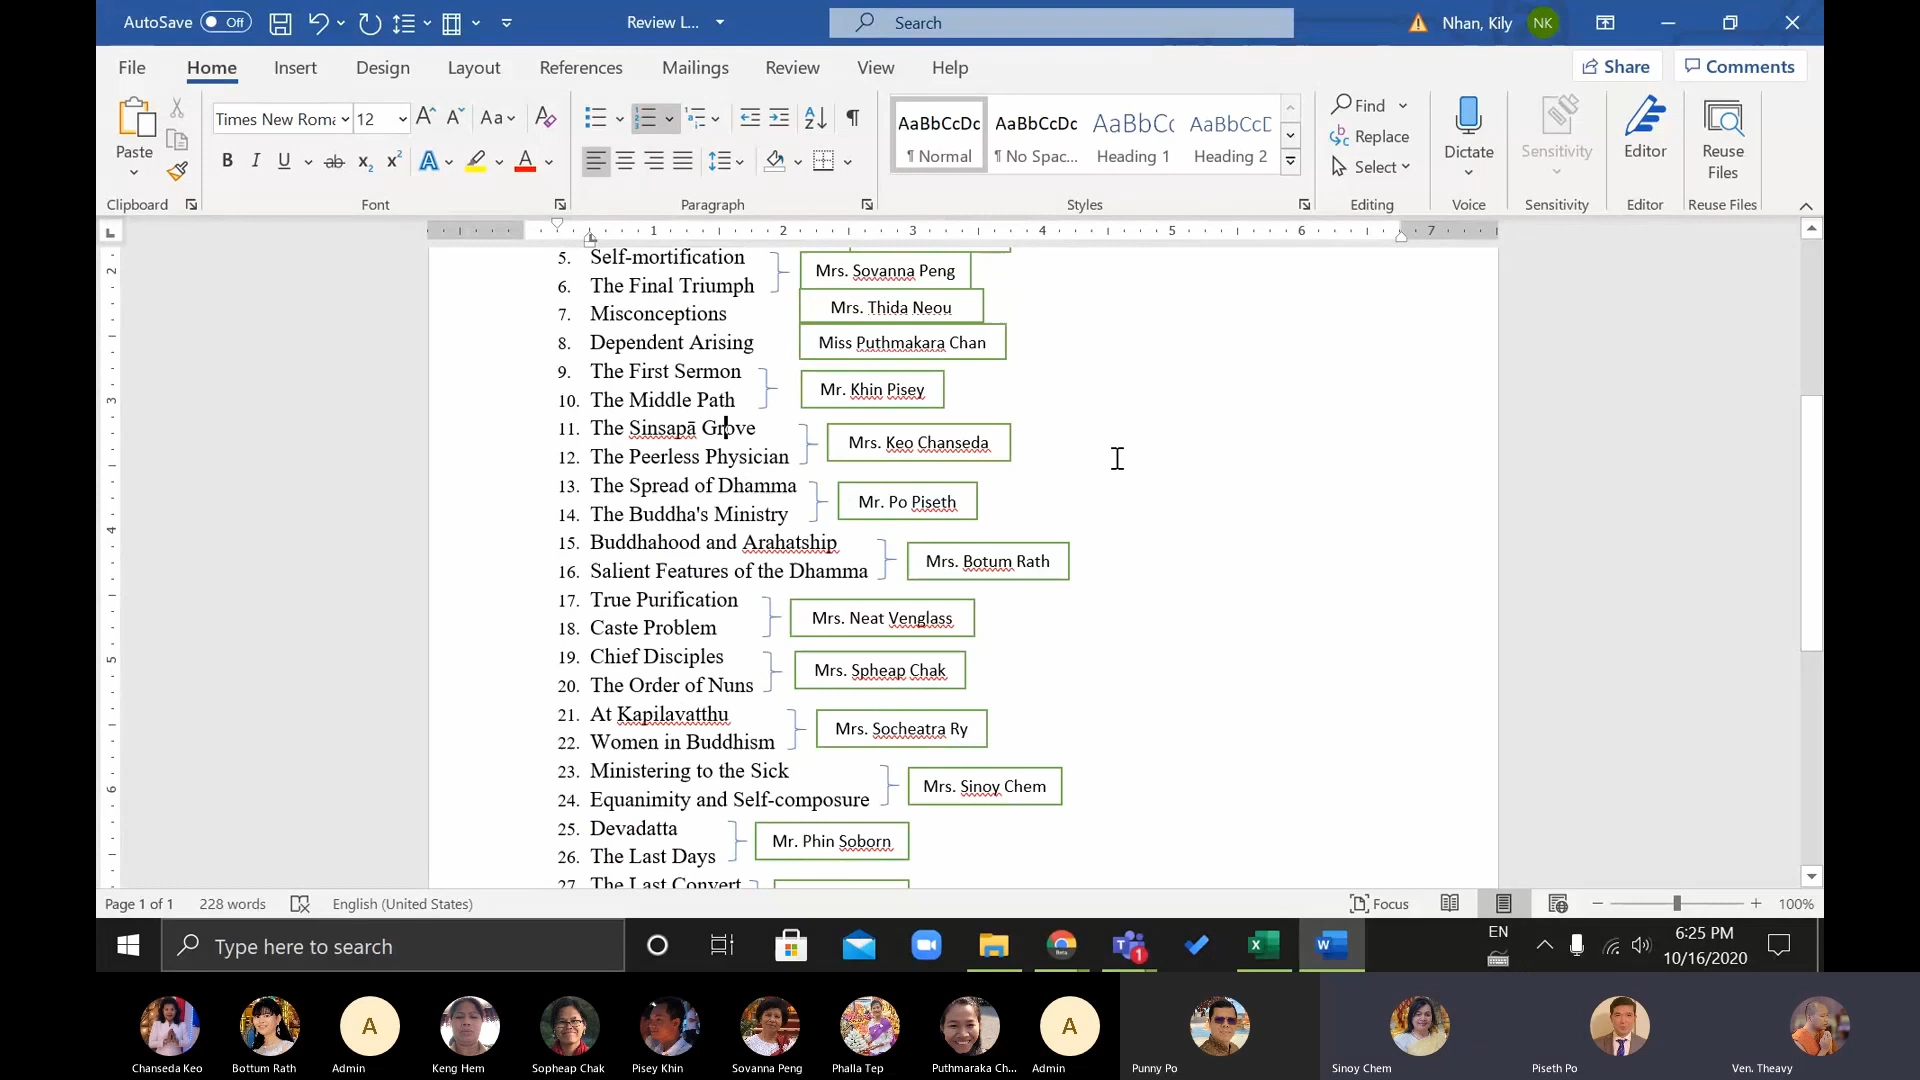 AutoSave Off
Review L...
Search
Nhan, Kily NK
File Home Insert Design Layout References Mailings Review View Help
Share Comments
Paste
Times New Roma 12
AaBbCcDc AaBbCcDc AaBbCc AaBbCcD
¶ Normal ¶ No Spac... Heading 1 Heading 2
Find
Replace
Select
Dictate
Sensitivity
Editor
Reuse Files
Clipboard Font Paragraph Styles Editing Voice Sensitivity Editor Reuse Files
1 2 3 4 5 6 7
5. Self-mortification
Mrs. Sovanna Peng
6. The Final Triumph
7. Misconceptions Mrs. Thida Neou
8. Dependent Arising Miss Puthmakara Chan
9. The First Sermon
Mr. Khin Pisey
10. The Middle Path
11. The Sinsapā Grove
Mrs. Keo Chanseda
12. The Peerless Physician
13. The Spread of Dhamma
Mr. Po Piseth
14. The Buddha's Ministry
15. Buddhahood and Arahatship
Mrs. Botum Rath
16. Salient Features of the Dhamma
17. True Purification
Mrs. Neat Venglass
18. Caste Problem
19. Chief Disciples
Mrs. Spheap Chak
20. The Order of Nuns
21. At Kapilavatthu
Mrs. Socheatra Ry
22. Women in Buddhism
23. Ministering to the Sick
Mrs. Sinoy Chem
24. Equanimity and Self-composure
25. Devadatta
Mr. Phin Soborn
26. The Last Days
27. The Last Convert
Page 1 of 1 228 words English (United States) Focus 100%
Type here to search
EN
6:25 PM
10/16/2020
Chanseda Keo Bottum Rath Admin Keng Hem Sopheap Chak Pisey Khin Sovanna Peng Phalla Tep Puthmaraka Ch... Admin Punny Po Sinoy Chem Piseth Po Ven. Theavy